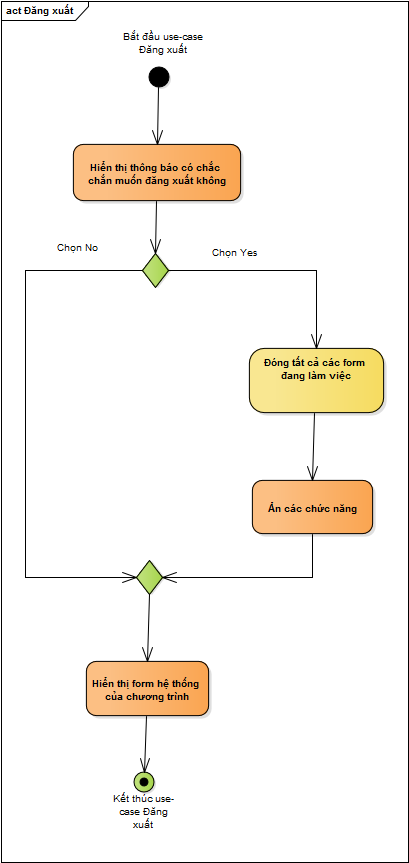 act Đăng xuất
Bắt đầu use-case
Đăng xuất
Hiển thị thông báo có chắc
chắn muốn đăng xuất không
Chọn No
Chọn Yes
Đóng tất cả các form
đang làm việc
Ẩn các chức năng
Hiển thị form hệ thống
của chương trình
Kết thúc use-
case Đăng
xuất